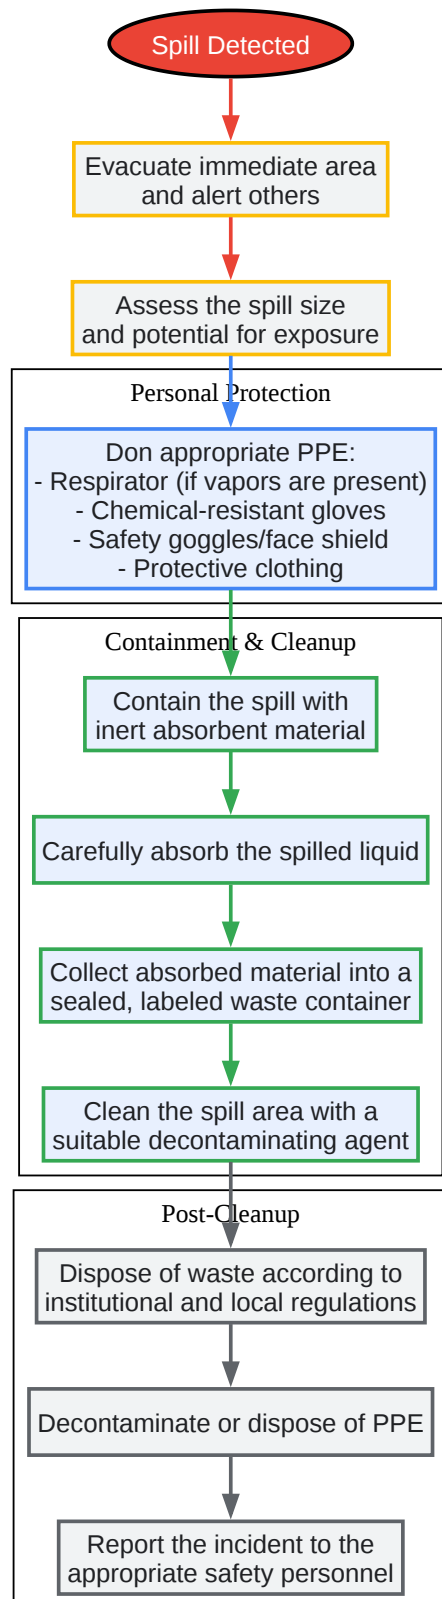 Spill Detected
Evacuate immediate area
and alert others
Assess the spill size
and potential for exposure
Personal Protection
Don appropriate PPE:
- Respirator (if vapors are present)
- Chemical-resistant gloves
- Safety goggles/face shield
- Protective clothing
Containment & Cleanup
Contain the spill with
inert absorbent material
Carefully absorb the spilled liquid
Collect absorbed material into a
sealed, labeled waste container
Clean the spill area with a
suitable decontaminating agent
Post-Cleanup
Dispose of waste according to
institutional and local regulations
Decontaminate or dispose of PPE
Report the incident to the
appropriate safety personnel